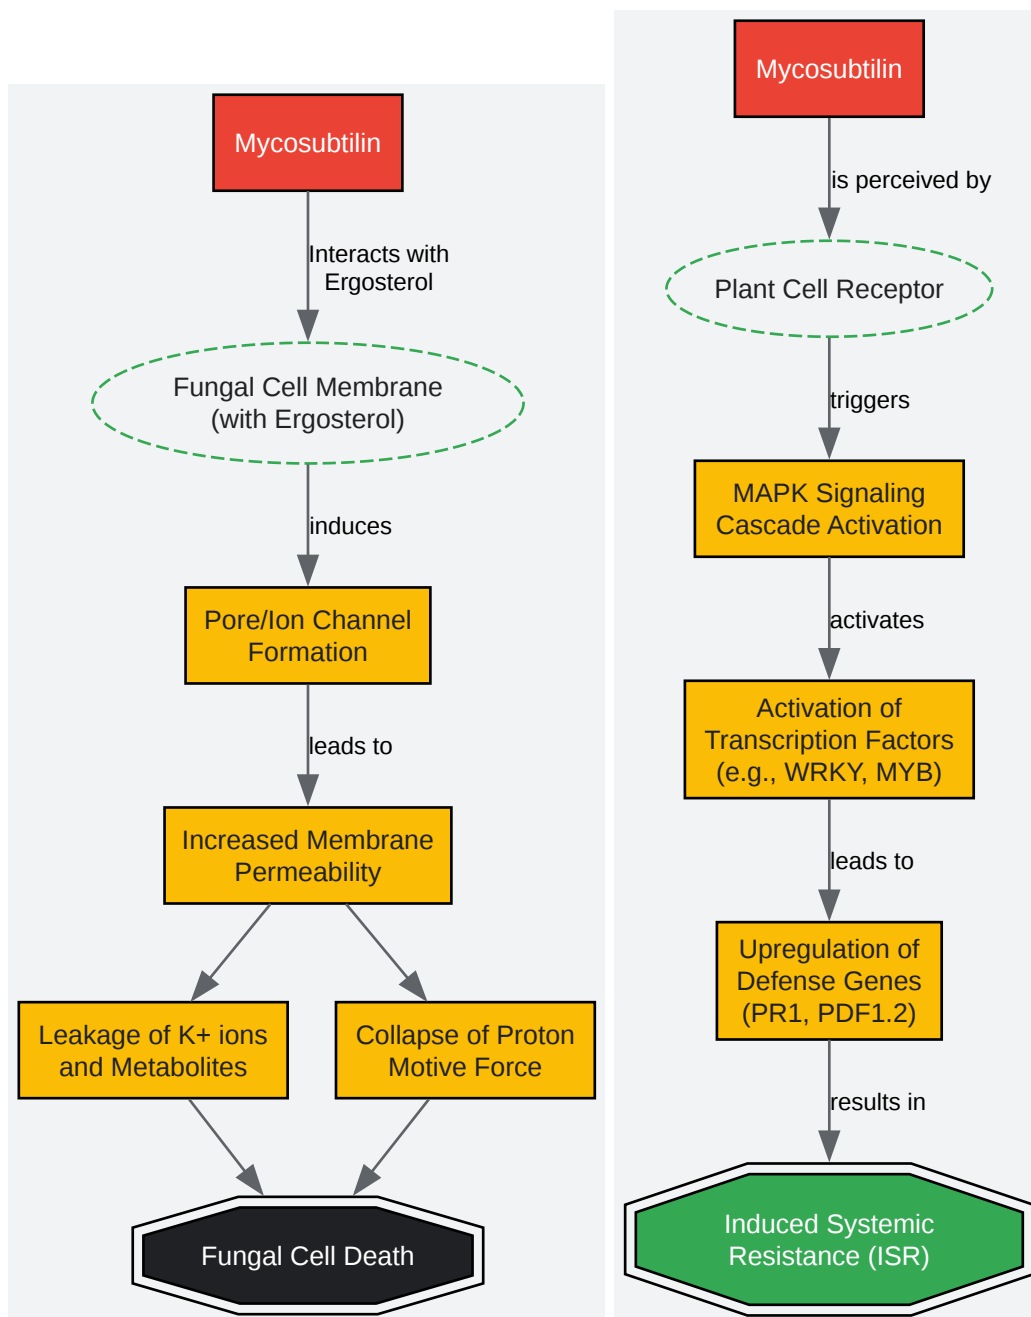 Mycosubtilin
Interacts with
Ergosterol
Fungal Cell Membrane
(with Ergosterol)
induces
Pore/Ion Channel
Formation
leads to
Increased Membrane
Permeability
Leakage of K+ ions
and Metabolites
Collapse of Proton
Motive Force
Fungal Cell Death
Mycosubtilin
is perceived by
Plant Cell Receptor
triggers
MAPK Signaling
Cascade Activation
activates
Activation of
Transcription Factors
(e.g., WRKY, MYB)
leads to
Upregulation of
Defense Genes
(PR1, PDF1.2)
results in
Induced Systemic
Resistance (ISR)